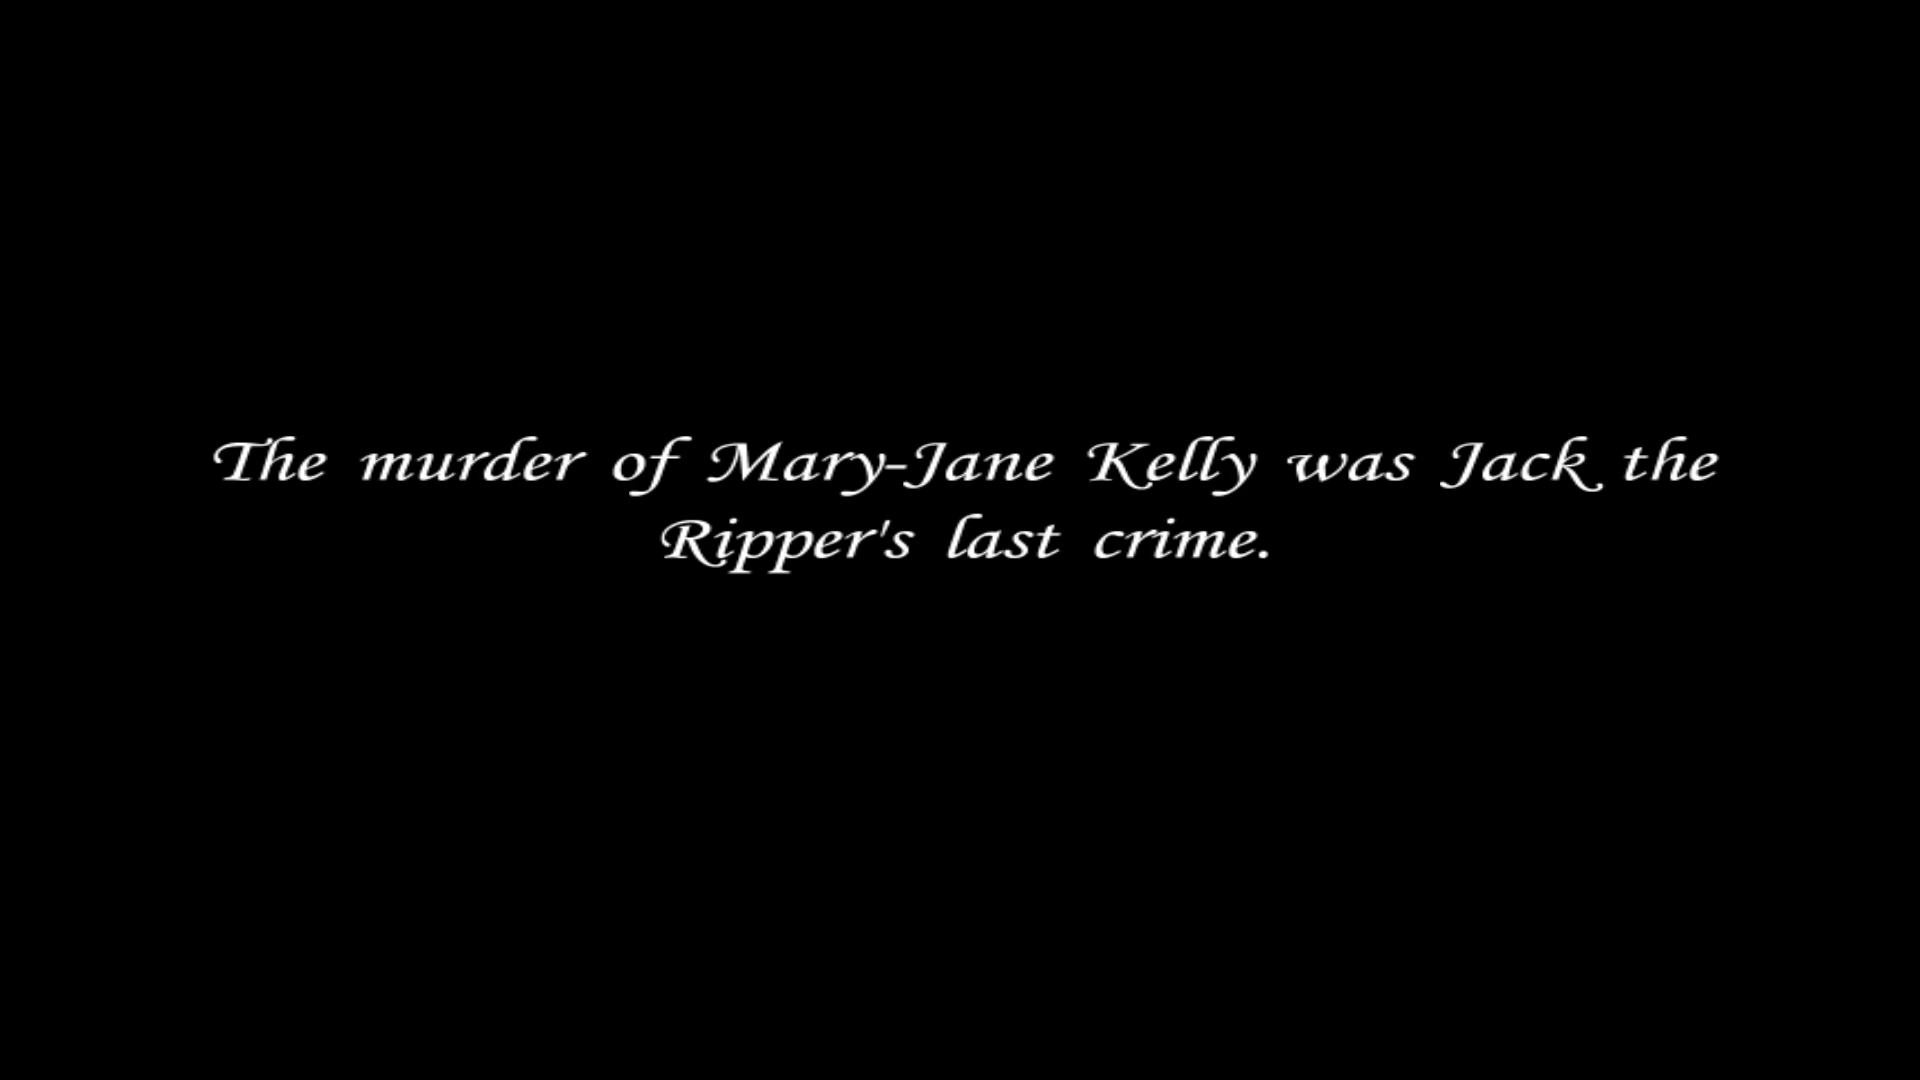 The murder of Mary-Jane Kelly was Jack the
Ripper's last crime.